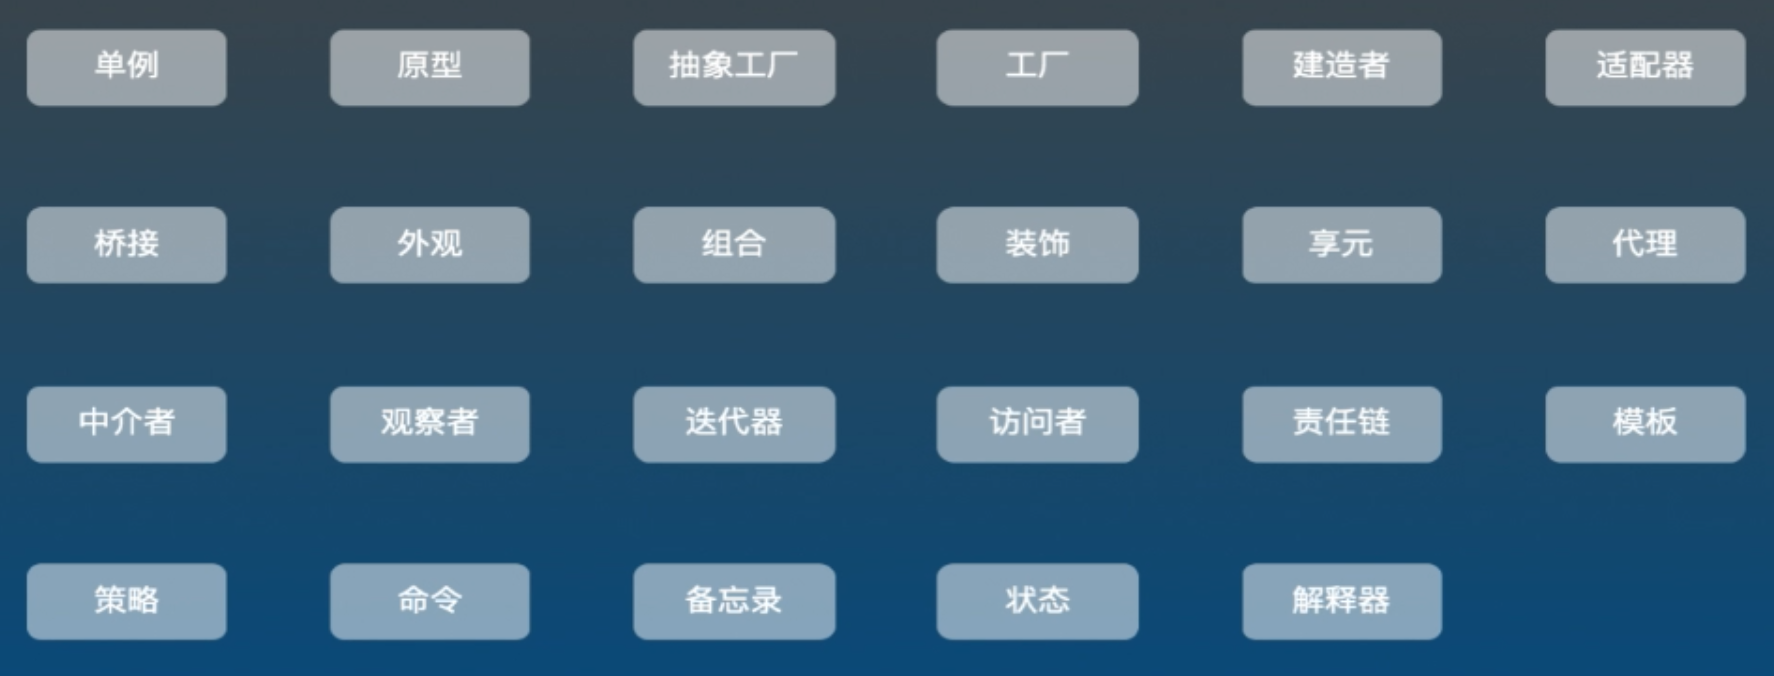 单例 原型 抽象工厂 工厂 建造者 适配器
桥接 外观 组合 装饰 享元 代理
中介者 观察者 迭代器 访问者 责任链 模板
策略 命令 备忘录 状态 解释器